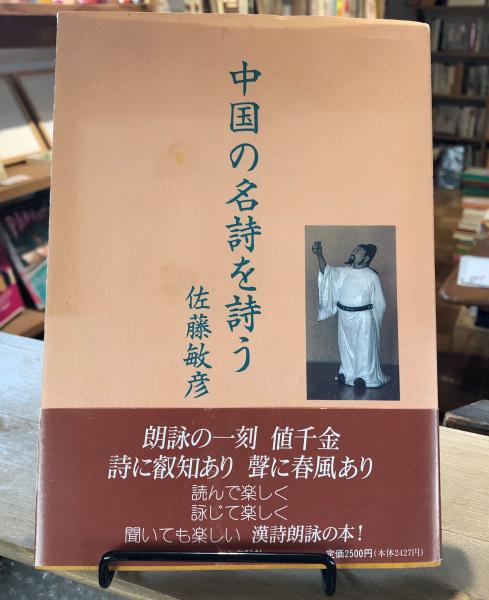 中国の名詩を詩う
佐藤敏彦
朗詠の一刻 値千金
詩に叡知あり 聲に春風あり
読んで楽しく
詠じて楽しく
聞いても楽しい 漢詩朗詠の本!
定価2500円(本体2427円)